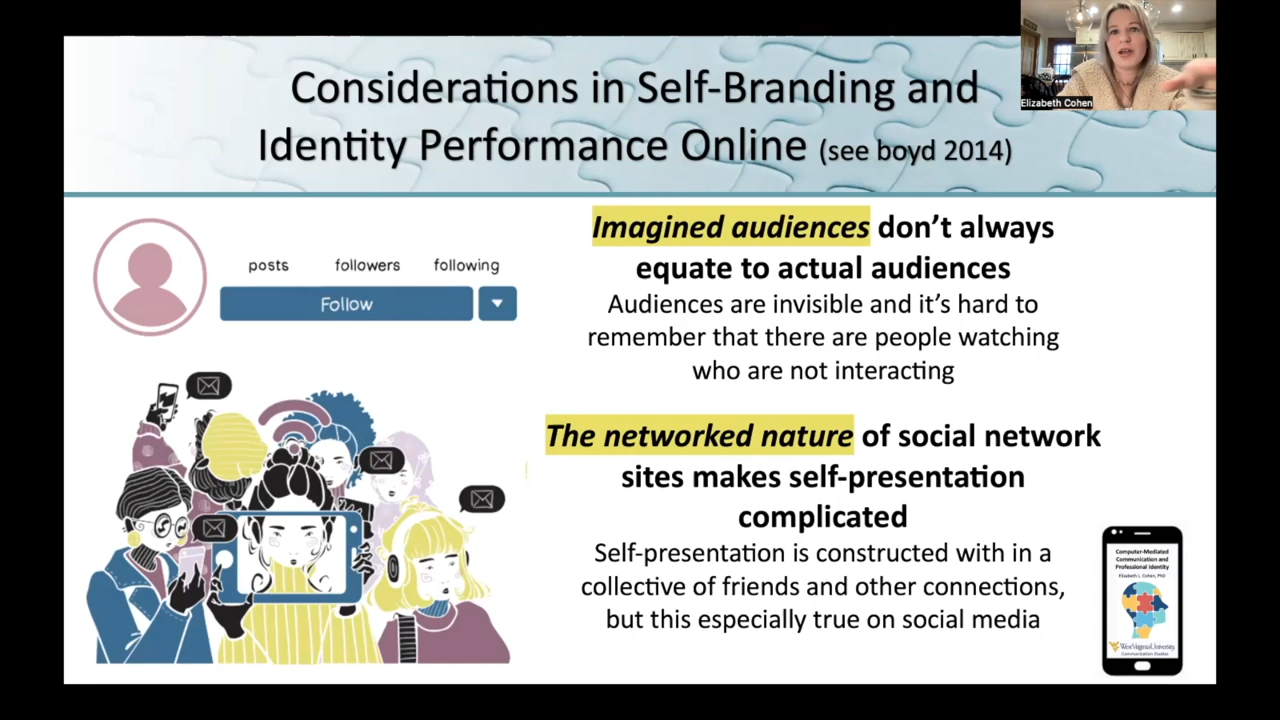 Considerations in Self-Branding and
Identity Performance Online (see boyd 2014)
Elizabeth Cohen
posts followers following
Follow
Imagined audiences don’t always
equate to actual audiences
Audiences are invisible and it’s hard to
remember that there are people watching
who are not interacting
The networked nature of social network
sites makes self-presentation
complicated
Self-presentation is constructed with in a
collective of friends and other connections,
but this especially true on social media
Computer-Mediated
Communication and
Professional Identity
Elizabeth L. Cohen, PhD
WestVirginiaUniversity
Communication Studies